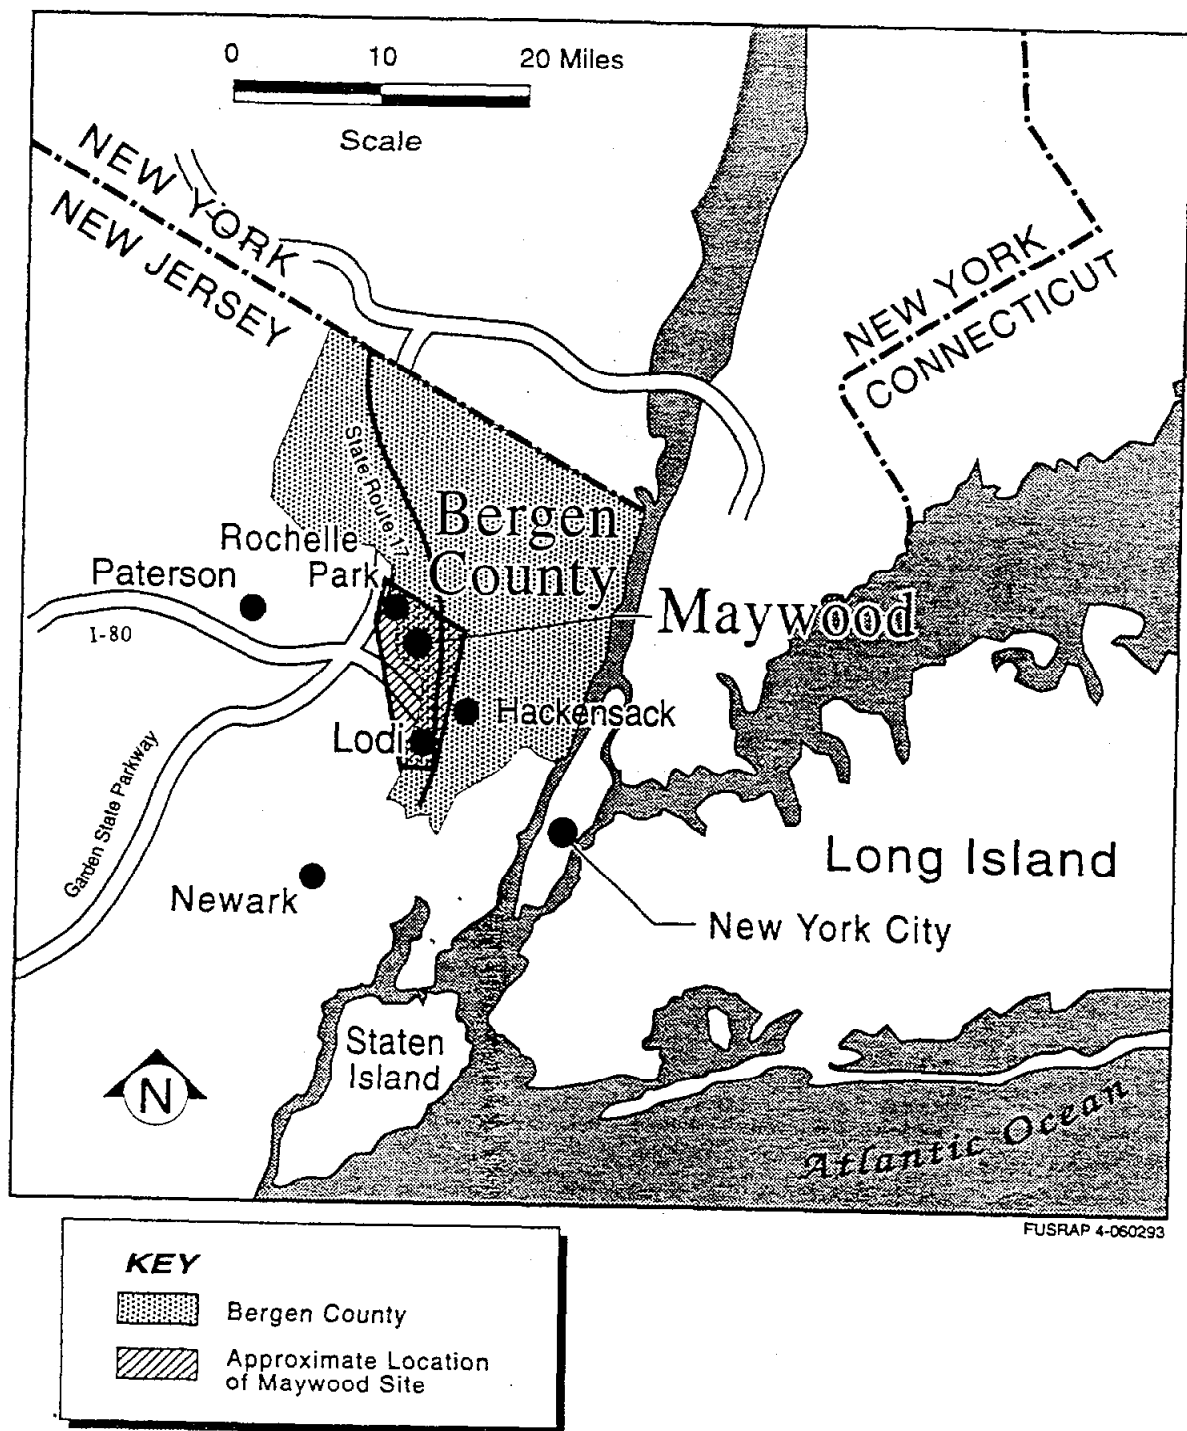 0 10 20 Miles
Scale
NEW YORK
NEW JERSEY
NEW YORK
CONNECTICUT
State Route 17
Bergen
County
Rochelle
Park
Paterson
I-80
Maywood
Hackensack
Lodi
Garden State Parkway
Long Island
Newark
New York City
Staten
Island
N
Atlantic Ocean
FUSRAP 4-060293
KEY
Bergen County
Approximate Location
of Maywood Site